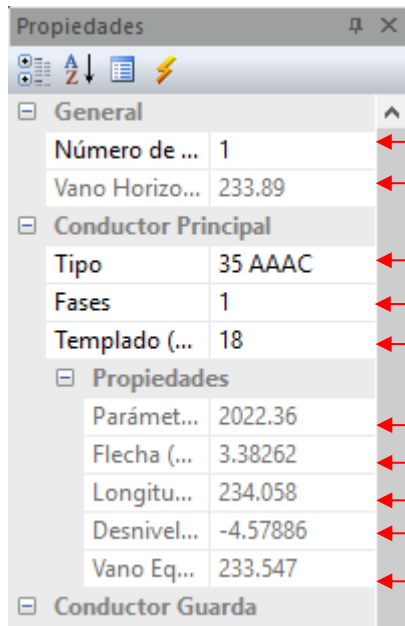 Propiedades
A Z
General
Número de ... 1
Vano Horizo... 233.89
Conductor Principal
Tipo 35 AAAC
Fases 1
Templado (... 18
Propiedades
Parámet... 2022.36
Flecha (... 3.38262
Longitu... 234.058
Desnivel... -4.57886
Vano Eq... 233.547
Conductor Guarda